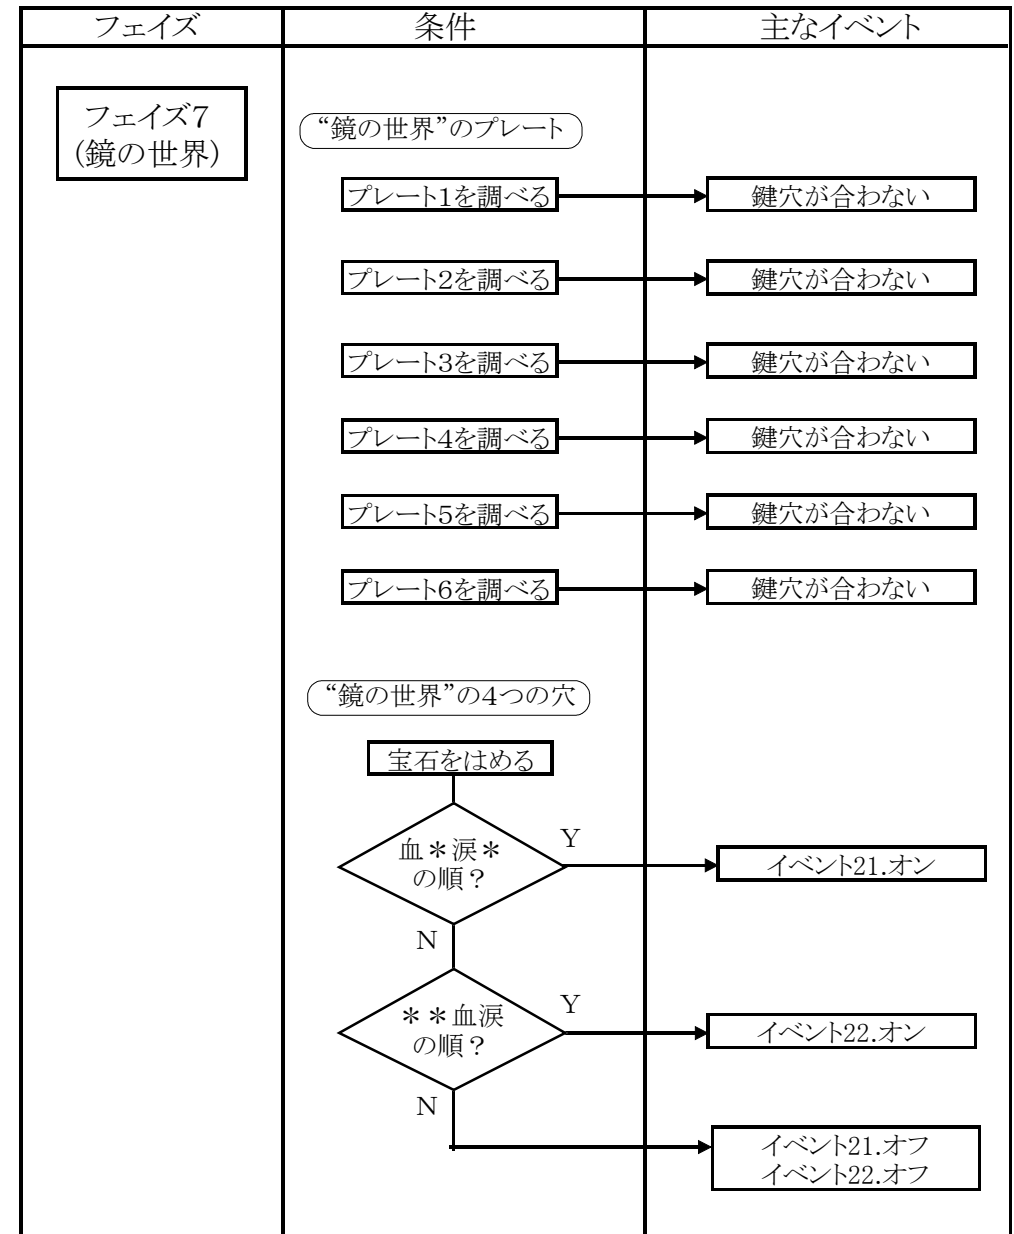 フェイズ
条件
主なイベント
フェイズ7
(鏡の世界)
“鏡の世界”のプレート
プレート1を調べる
鍵穴が合わない
プレート2を調べる
鍵穴が合わない
プレート3を調べる
鍵穴が合わない
プレート4を調べる
鍵穴が合わない
プレート5を調べる
鍵穴が合わない
プレート6を調べる
鍵穴が合わない
“鏡の世界”の4つの穴
宝石をはめる
血＊涙＊
の順？
Y
イベント21.オン
N
＊＊血涙
の順？
Y
イベント22.オン
N
イベント21.オフ
イベント22.オフ